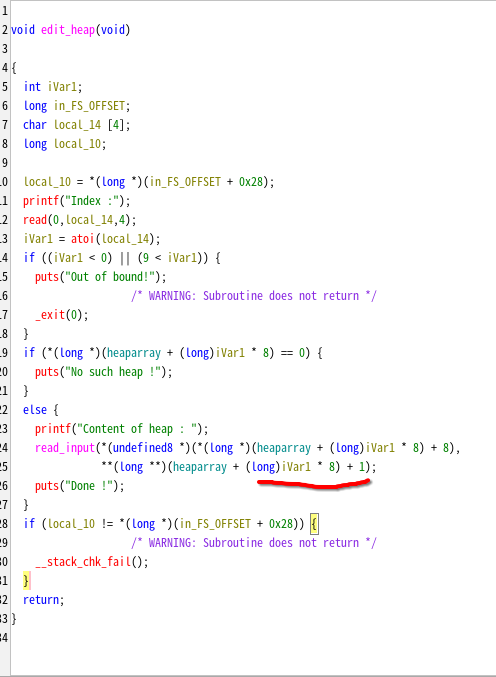 1
2 void edit_heap(void)
3
4 {
5 int iVar1;
6 long in_FS_OFFSET;
7 char local_14 [4];
8 long local_10;
9
10 local_10 = *(long *)(in_FS_OFFSET + 0x28);
11 printf("Index :");
12 read(0,local_14,4);
13 iVar1 = atoi(local_14);
14 if ((iVar1 < 0) || (9 < iVar1)) {
15 puts("Out of bound!");
16 /* WARNING: Subroutine does not return */
17 _exit(0);
18 }
19 if (*(long *)(heaparray + (long)iVar1 * 8) == 0) {
20 puts("No such heap !");
21 }
22 else {
23 printf("Content of heap : ");
24 read_input(*(undefined8 *)(*(long *)(heaparray + (long)iVar1 * 8) + 8),
25 **(long **)(heaparray + (long)iVar1 * 8) + 1);
26 puts("Done !");
27 }
28 if (local_10 != *(long *)(in_FS_OFFSET + 0x28)) {
29 /* WARNING: Subroutine does not return */
30 __stack_chk_fail();
31 }
32 return;
33 }
34